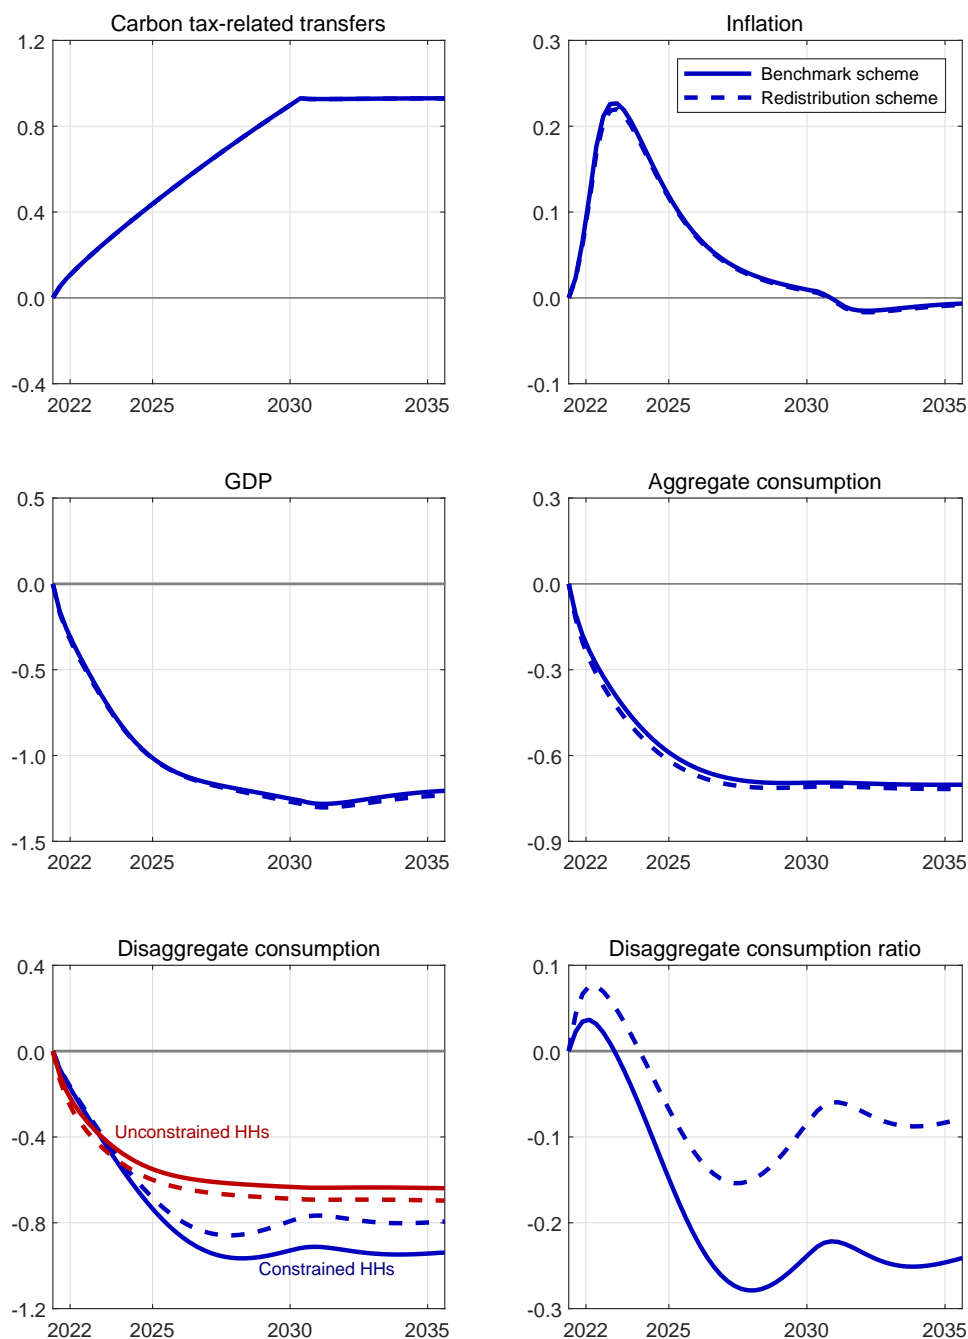 Carbon tax-related transfers
1.2
0.8
0.4
0.0
-0.4
2022 2025 2030 2035
Inflation
Benchmark scheme
Redistribution scheme
0.3
0.2
0.1
0.0
-0.1
2022 2025 2030 2035
GDP
0.5
0.0
-0.5
-1.0
-1.5
2022 2025 2030 2035
Aggregate consumption
0.3
0.0
-0.3
-0.6
-0.9
2022 2025 2030 2035
Disaggregate consumption
0.4
0.0
-0.4
-0.8
-1.2
Unconstrained HHs
Constrained HHs
2022 2025 2030 2035
Disaggregate consumption ratio
0.1
0.0
-0.1
-0.2
-0.3
2022 2025 2030 2035